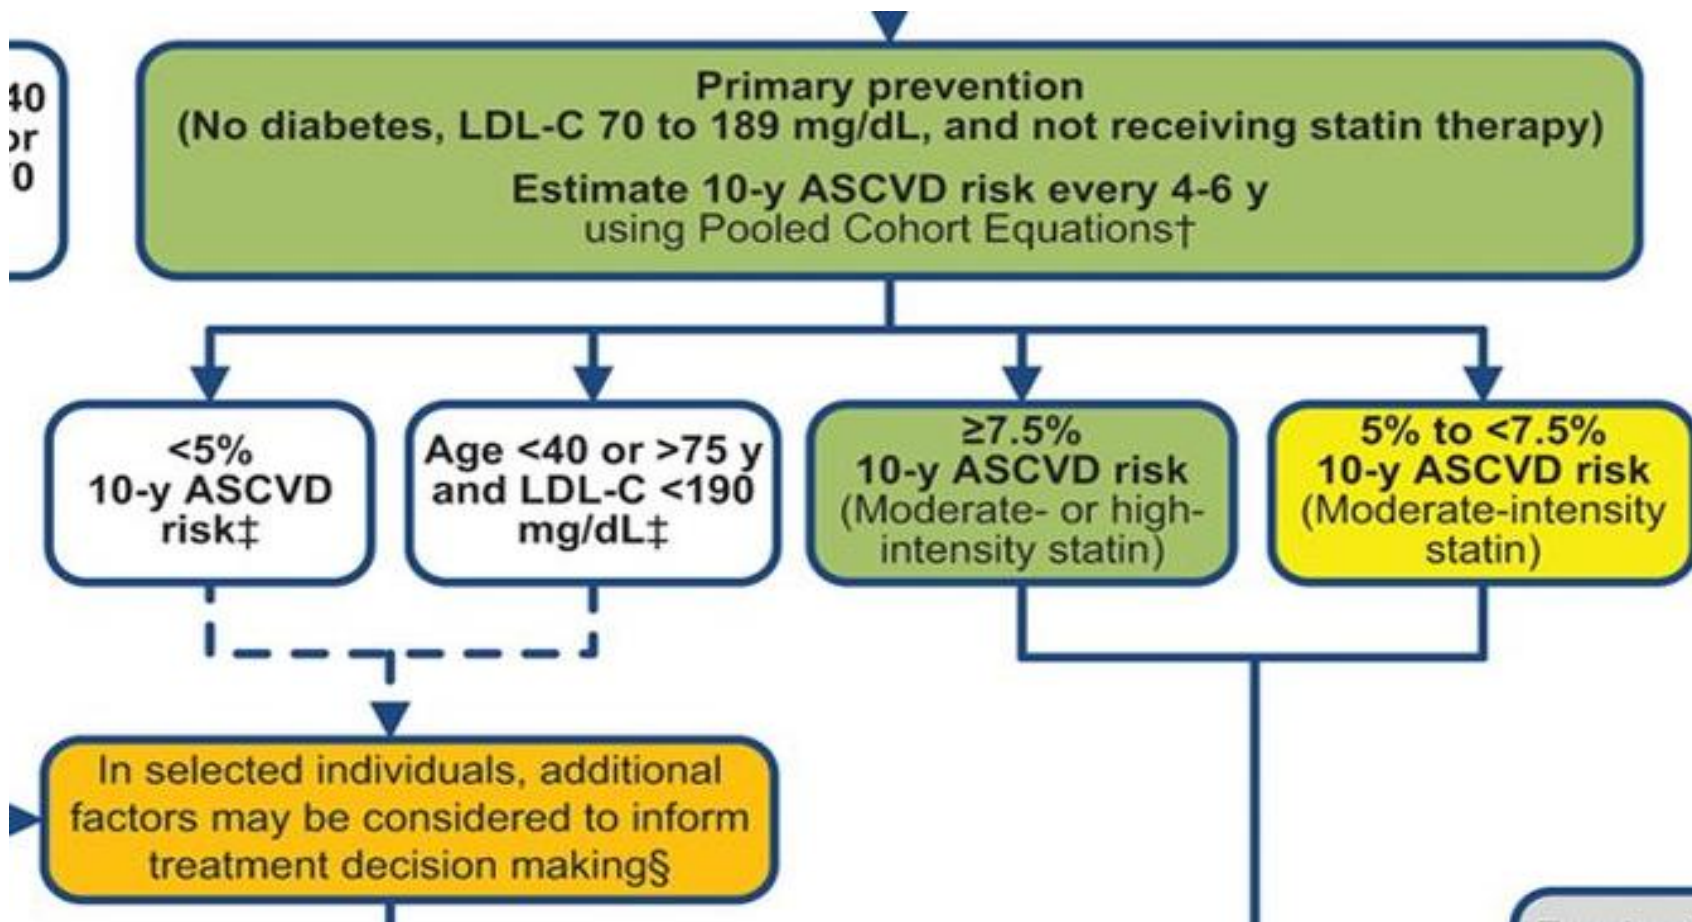 40
or
Primary prevention
(No diabetes, LDL-C 70 to 189 mg/dL, and not receiving statin therapy)
Estimate 10-y ASCVD risk every 4-6 y
using Pooled Cohort Equations†
<5%
10-y ASCVD
risk‡
Age <40 or >75 y
and LDL-C <190
mg/dL‡
≥7.5%
10-y ASCVD risk
(Moderate- or high-
intensity statin)
5% to <7.5%
10-y ASCVD risk
(Moderate-intensity
statin)
In selected individuals, additional
factors may be considered to inform
treatment decision making§